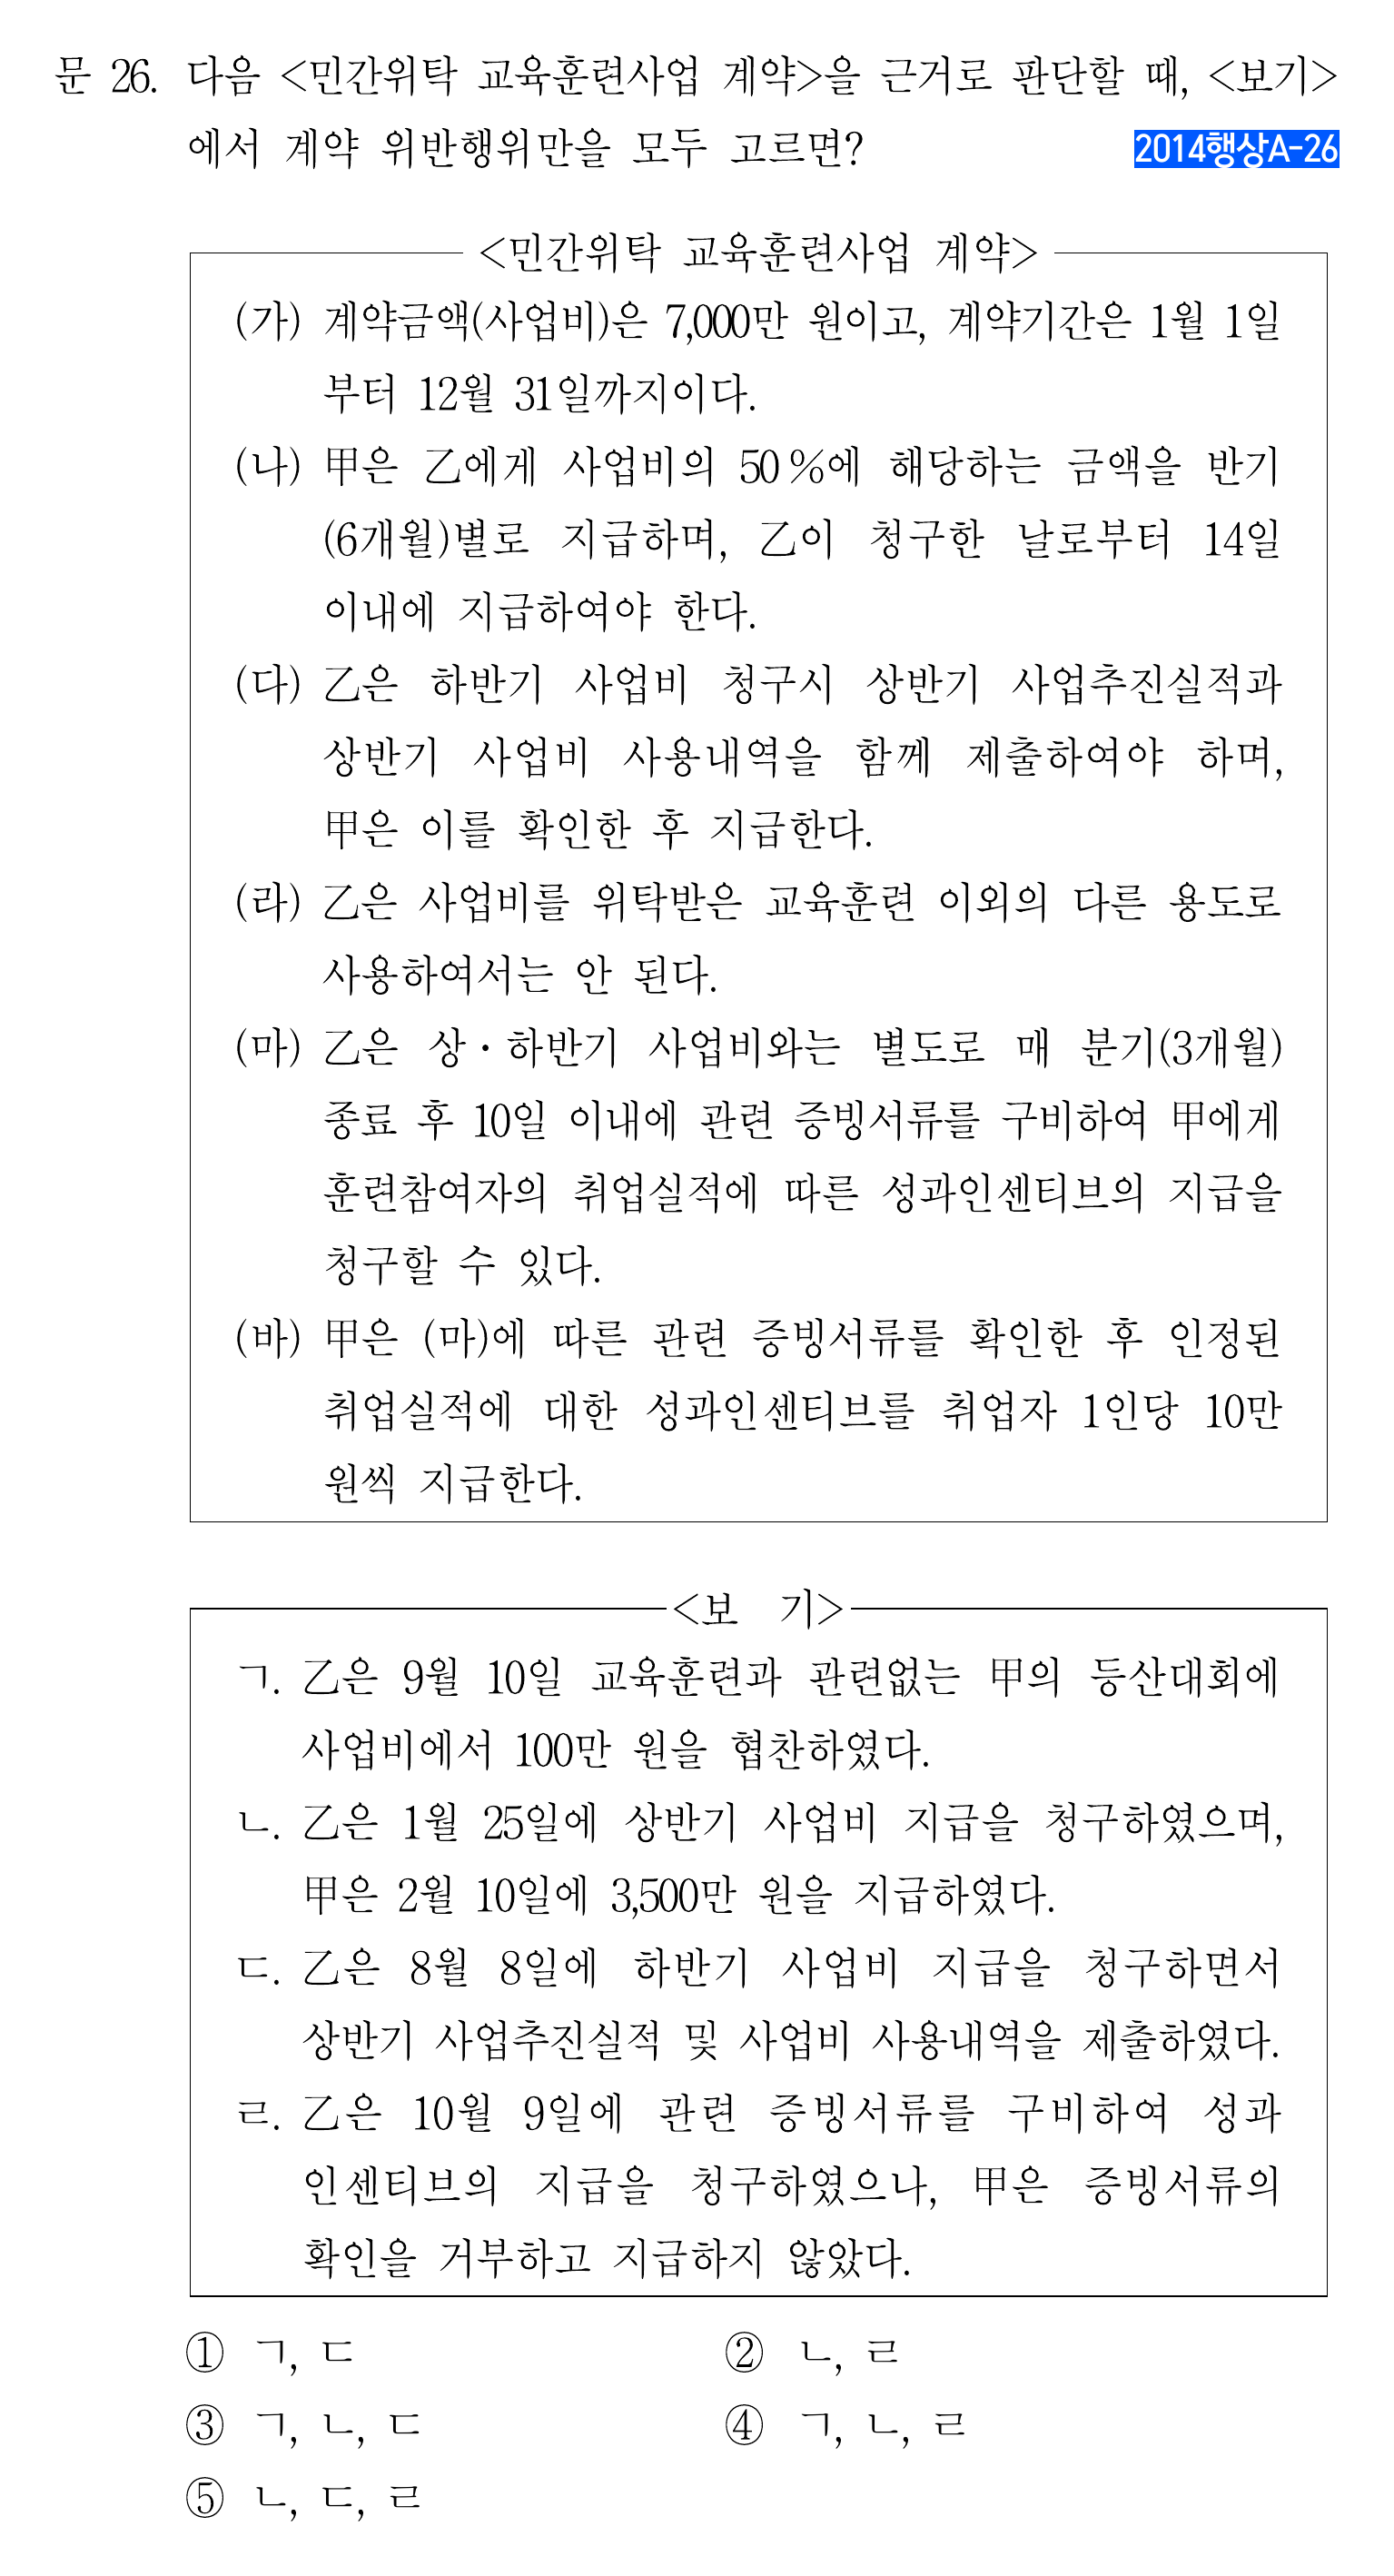 문 26. 다음 <민간위탁 교육훈련사업 계약>을 근거로 판단할 때, <보기>
에서 계약 위반행위만을 모두 고르면?
2014행상A-26
<민간위탁 교육훈련사업 계약>
(가) 계약금액(사업비)은 7,000만 원이고, 계약기간은 1월 1일
부터 12월 31일까지이다.
(나) 甲은 乙에게 사업비의 50%에 해당하는 금액을 반기
(6개월)별로 지급하며, 乙이 청구한 날로부터 14일
이내에 지급하여야 한다.
(다) 乙은 하반기 사업비 청구시 상반기 사업추진실적과
상반기 사업비 사용내역을 함께 제출하여야 하며,
甲은 이를 확인한 후 지급한다.
(라) 乙은 사업비를 위탁받은 교육훈련 이외의 다른 용도로
사용하여서는 안 된다.
(마) 乙은 상·하반기 사업비와는 별도로 매 분기(3개월)
종료 후 10일 이내에 관련 증빙서류를 구비하여 甲에게
훈련참여자의 취업실적에 따른 성과인센티브의 지급을
청구할 수 있다.
(바) 甲은 (마)에 따른 관련 증빙서류를 확인한 후 인정된
취업실적에 대한 성과인센티브를 취업자 1인당 10만
원씩 지급한다.
<보 기>
ㄱ. 乙은 9월 10일 교육훈련과 관련없는 甲의 등산대회에
사업비에서 100만 원을 협찬하였다.
ㄴ. 乙은 1월 25일에 상반기 사업비 지급을 청구하였으며,
甲은 2월 10일에 3,500만 원을 지급하였다.
ㄷ. 乙은 8월 8일에 하반기 사업비 지급을 청구하면서
상반기 사업추진실적 및 사업비 사용내역을 제출하였다.
ㄹ. 乙은 10월 9일에 관련 증빙서류를 구비하여 성과
인센티브의 지급을 청구하였으나, 甲은 증빙서류의
확인을 거부하고 지급하지 않았다.
① ㄱ, ㄷ ② ㄴ, ㄹ
③ ㄱ, ㄴ, ㄷ ④ ㄱ, ㄴ, ㄹ
⑤ ㄴ, ㄷ, ㄹ